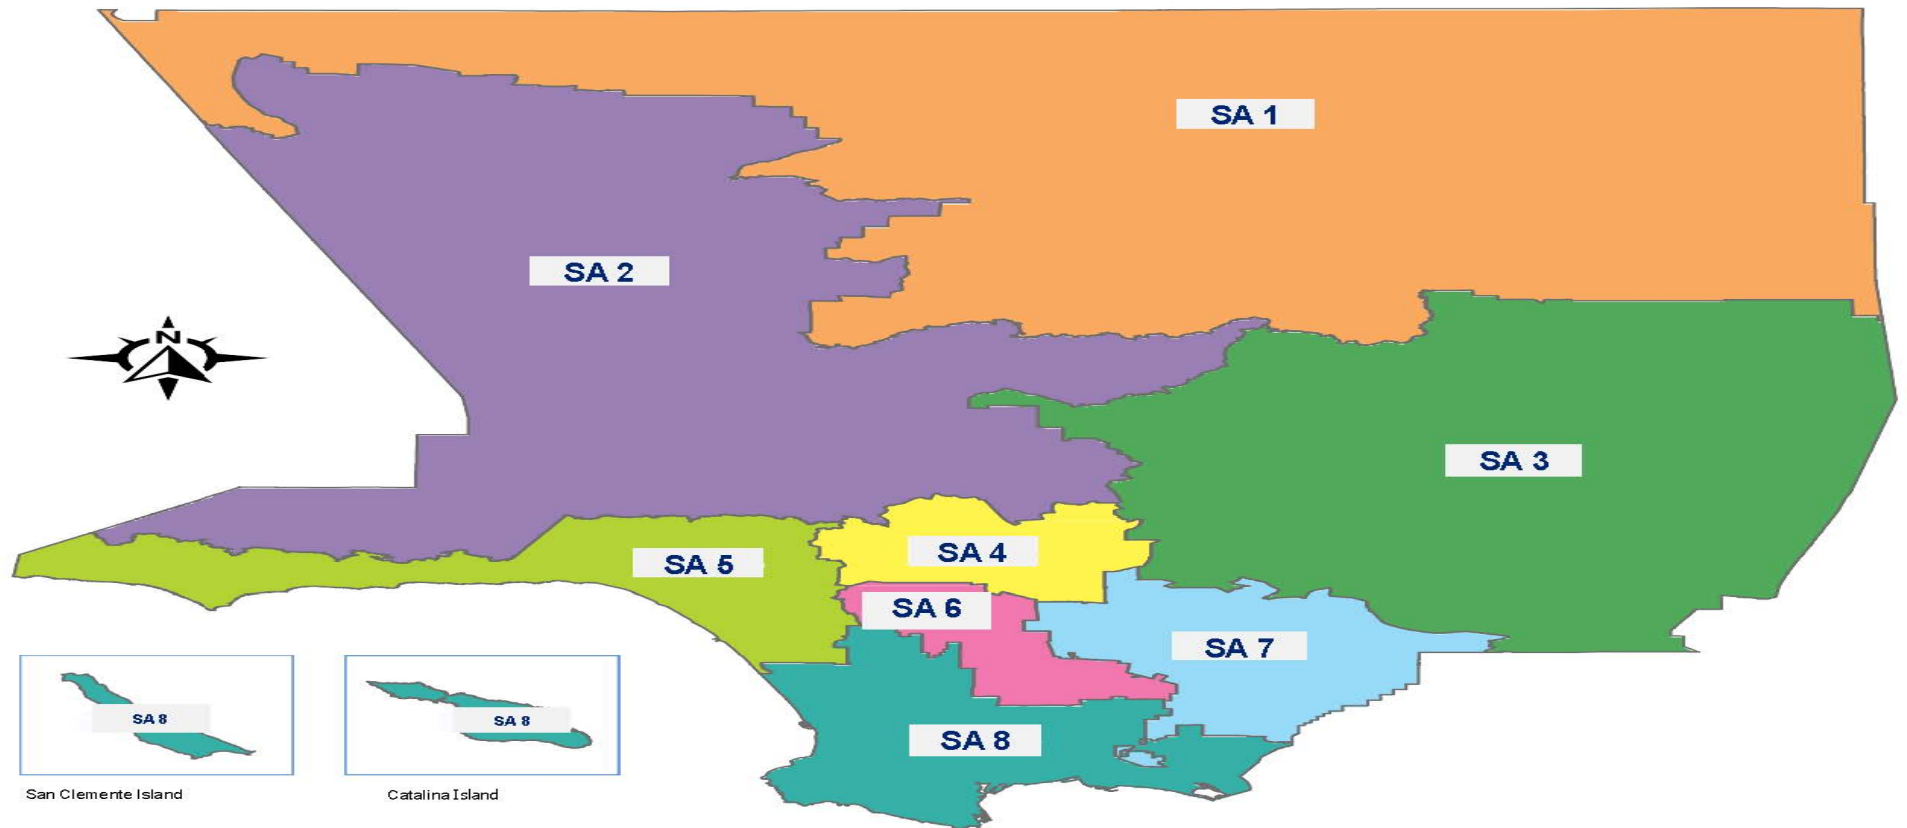 SA 1
SA 2
N
SA 3
SA 4
SA 5
SA 6
SA 7
SA 8
SA 8
SA 8
San Clemente Island
Catalina Island